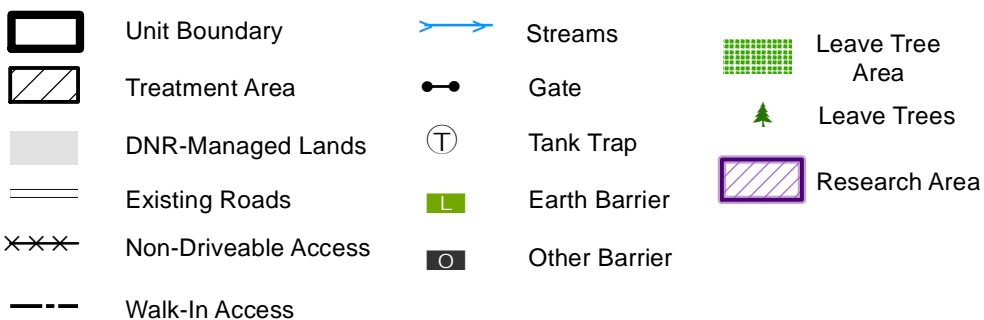 Unit Boundary
Treatment Area
DNR-Managed Lands
Existing Roads
Non-Driveable Access
Walk-In Access
Streams
Gate
T
Tank Trap
L
Earth Barrier
O
Other Barrier
Leave Tree
Area
Leave Trees
Research Area